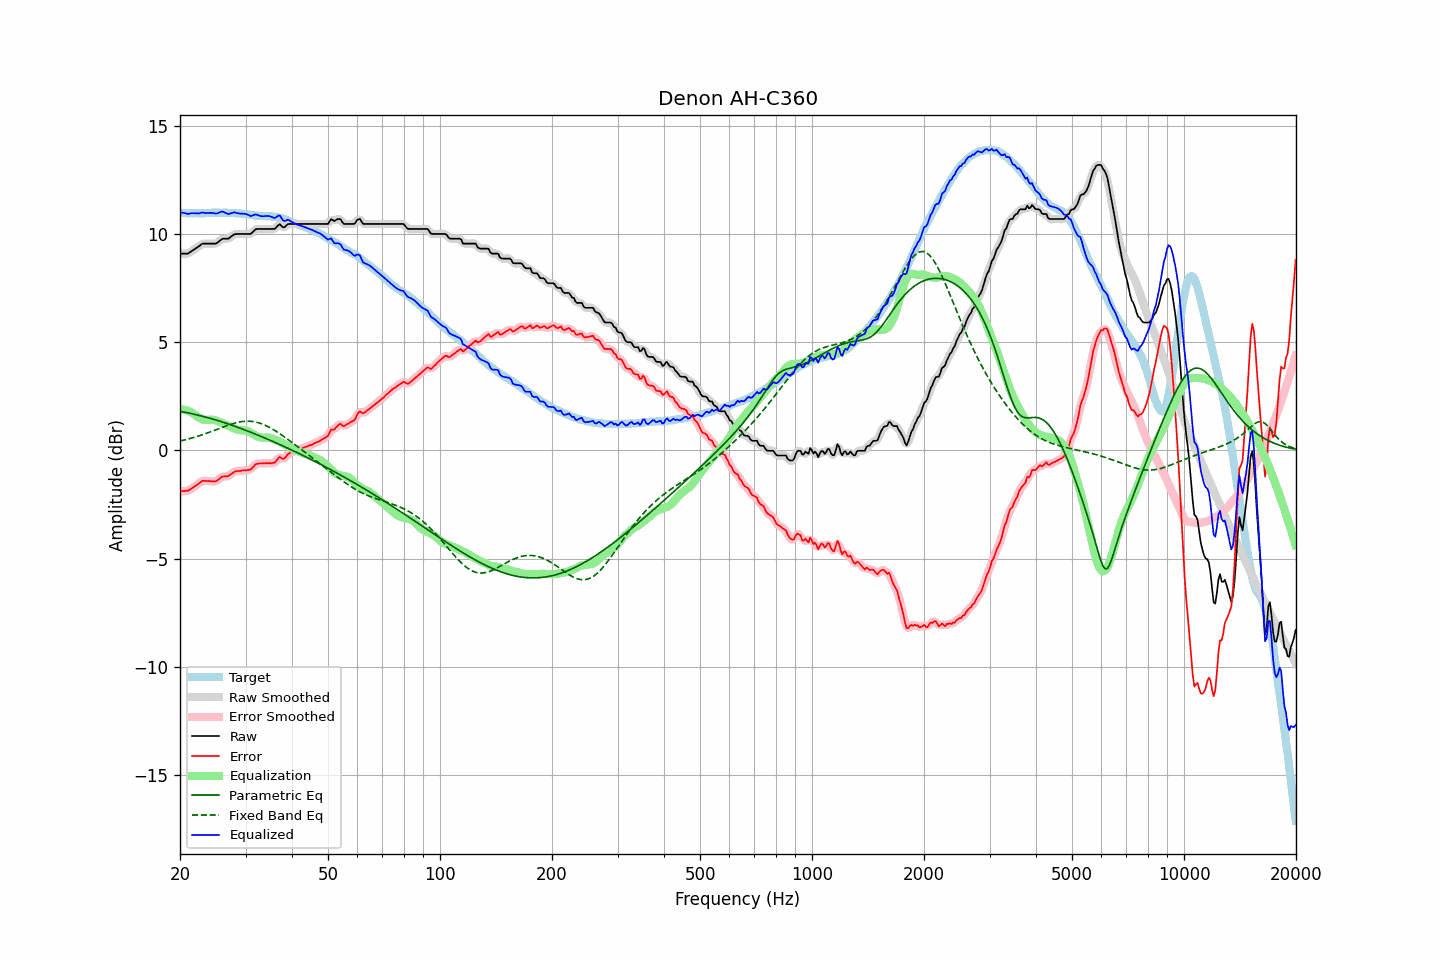 Denon AH-C360
Amplitude (dBr)
15
10
5
0
−5
−10
−15
Target
Raw Smoothed
Error Smoothed
Raw
Error
Equalization
Parametric Eq
Fixed Band Eq
Equalized
20 50 100 200 500 1000 2000 5000 10000 20000
Frequency (Hz)